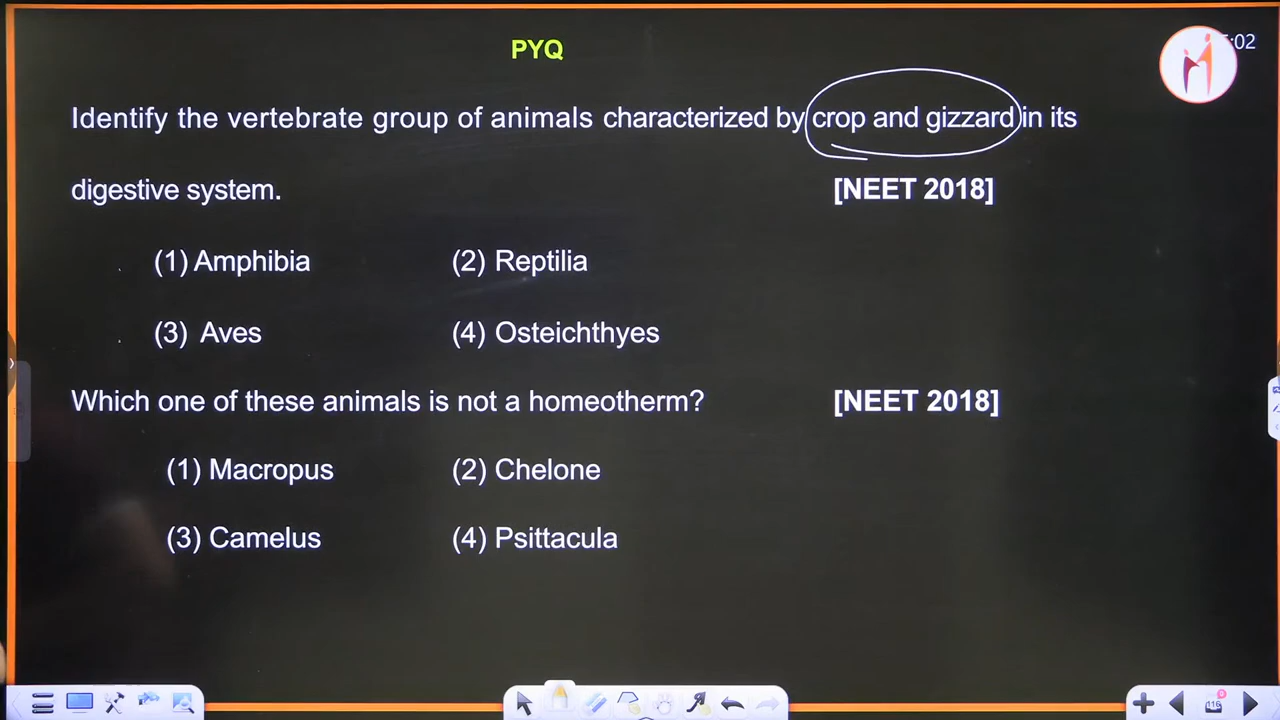 PYQ
:02
Identify the vertebrate group of animals characterized by crop and gizzard in its
digestive system. [NEET 2018]
(1) Amphibia (2) Reptilia
(3) Aves (4) Osteichthyes
Which one of these animals is not a homeotherm? [NEET 2018]
(1) Macropus (2) Chelone
(3) Camelus (4) Psittacula
116